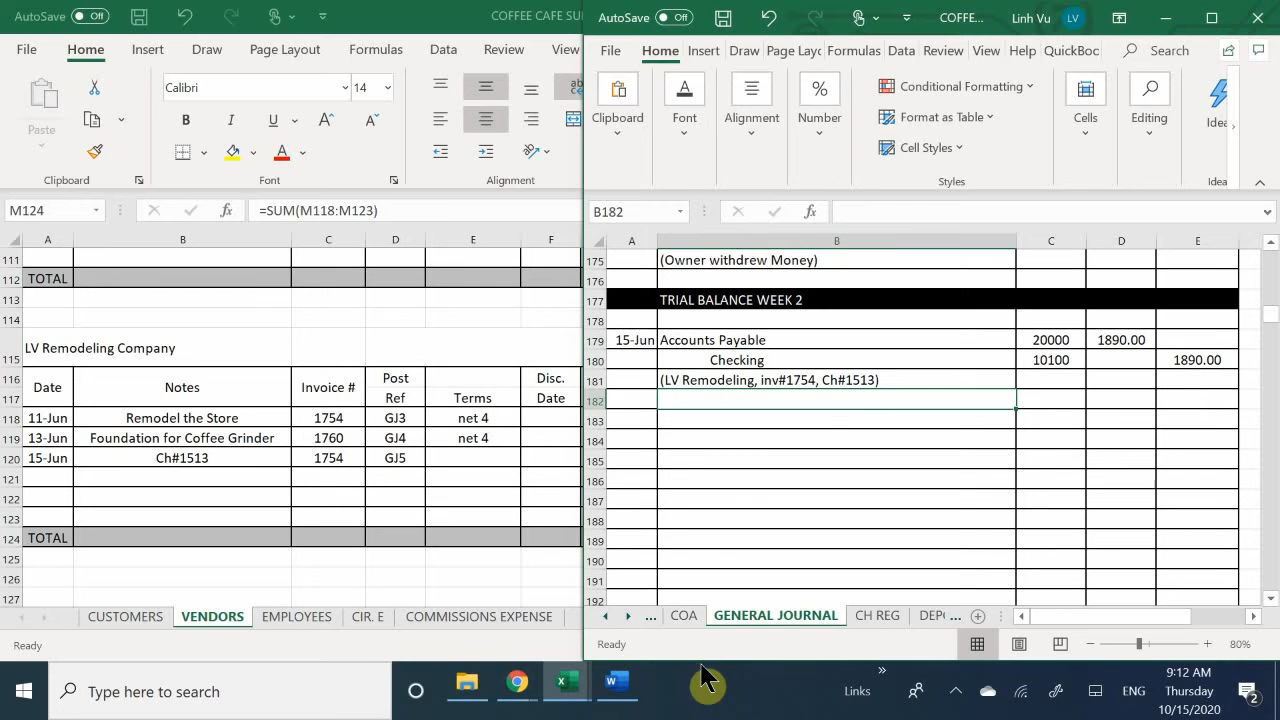 AutoSave Off COFFEE CAFE SUM
File Home Insert Draw Page Layout Formulas Data Review View
Paste
Calibri 14
B I U A A
Clipboard Font Alignment
M124 fx =SUM(M118:M123)
A B C D E F
111
112 TOTAL
113
114
115 LV Remodeling Company
116 Date Notes Invoice # Post Disc.
117 Ref Terms Date
118 11-Jun Remodel the Store 1754 GJ3 net 4
119 13-Jun Foundation for Coffee Grinder 1760 GJ4 net 4
120 15-Jun Ch#1513 1754 GJ5
121
122
123
124 TOTAL
125
126
127
CUSTOMERS VENDORS EMPLOYEES CIR. E COMMISSIONS EXPENSE
Ready
AutoSave Off COFFE... Linh Vu LV
File Home Insert Draw Page Layc Formulas Data Review View Help QuickBoc Search
Clipboard Font Alignment Number
Conditional Formatting
Format as Table
Cell Styles
Cells Editing Idea
Styles Idea
B182 fx
A B C D E
175 (Owner withdrew Money)
176
177 TRIAL BALANCE WEEK 2
178
179 15-Jun Accounts Payable 20000 1890.00
180 Checking 10100 1890.00
181 (LV Remodeling, inv#1754, Ch#1513)
182
183
184
185
186
187
188
189
190
191
192
... COA GENERAL JOURNAL CH REG DEP( ...
Ready 80%
Type here to search
Links ENG
9:12 AM
Thursday
10/15/2020
2